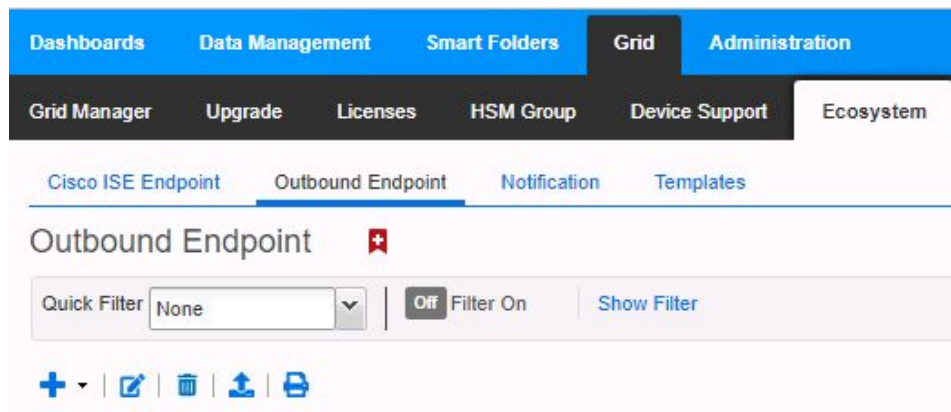 Dashboards Data Management Smart Folders Grid Administration
Grid Manager Upgrade Licenses HSM Group Device Support Ecosystem
Cisco ISE Endpoint Outbound Endpoint Notification Templates
Outbound Endpoint
Quick Filter None Off Filter On Show Filter